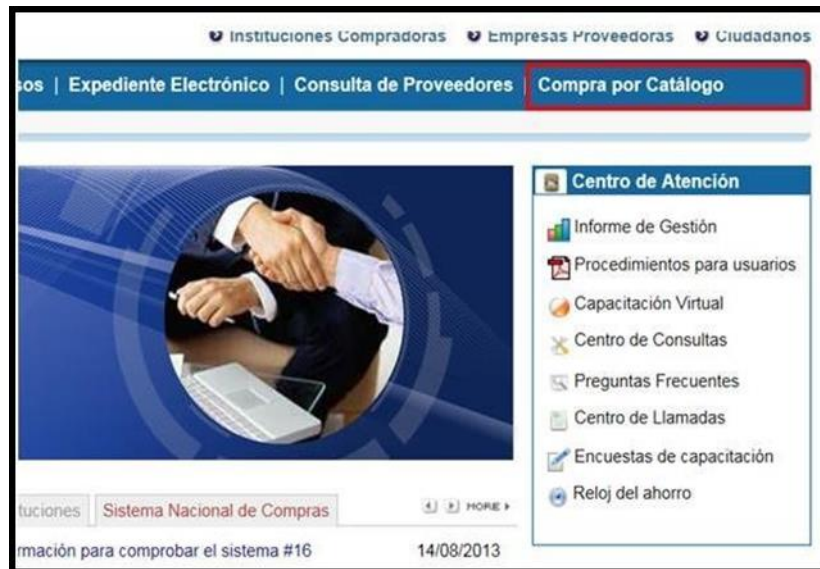 Instituciones Compradoras Empresas Proveedoras Ciudadanos
sos | Expediente Electrónico | Consulta de Proveedores | Compra por Catálogo
Centro de Atención
Informe de Gestión
Procedimientos para usuarios
Capacitación Virtual
Centro de Consultas
Preguntas Frecuentes
Centro de Llamadas
Encuestas de capacitación
Reloj del ahorro
tuciones Sistema Nacional de Compras MORE
rmación para comprobar el sistema #16 14/08/2013